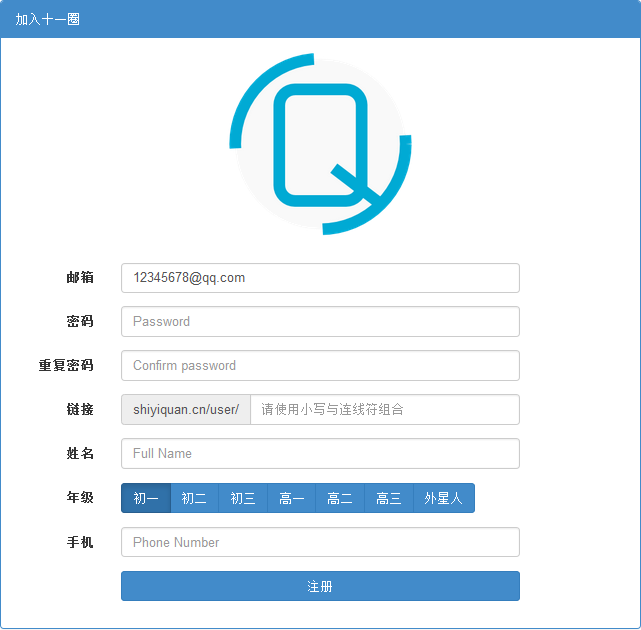 加入十一圈
邮箱 12345678@qq.com
密码 Password
重复密码 Confirm password
链接 shiyiquan.cn/user/ 请使用小写与连线符组合
姓名 Full Name
年级 初一 初二 初三 高一 高二 高三 外星人
手机 Phone Number
注册